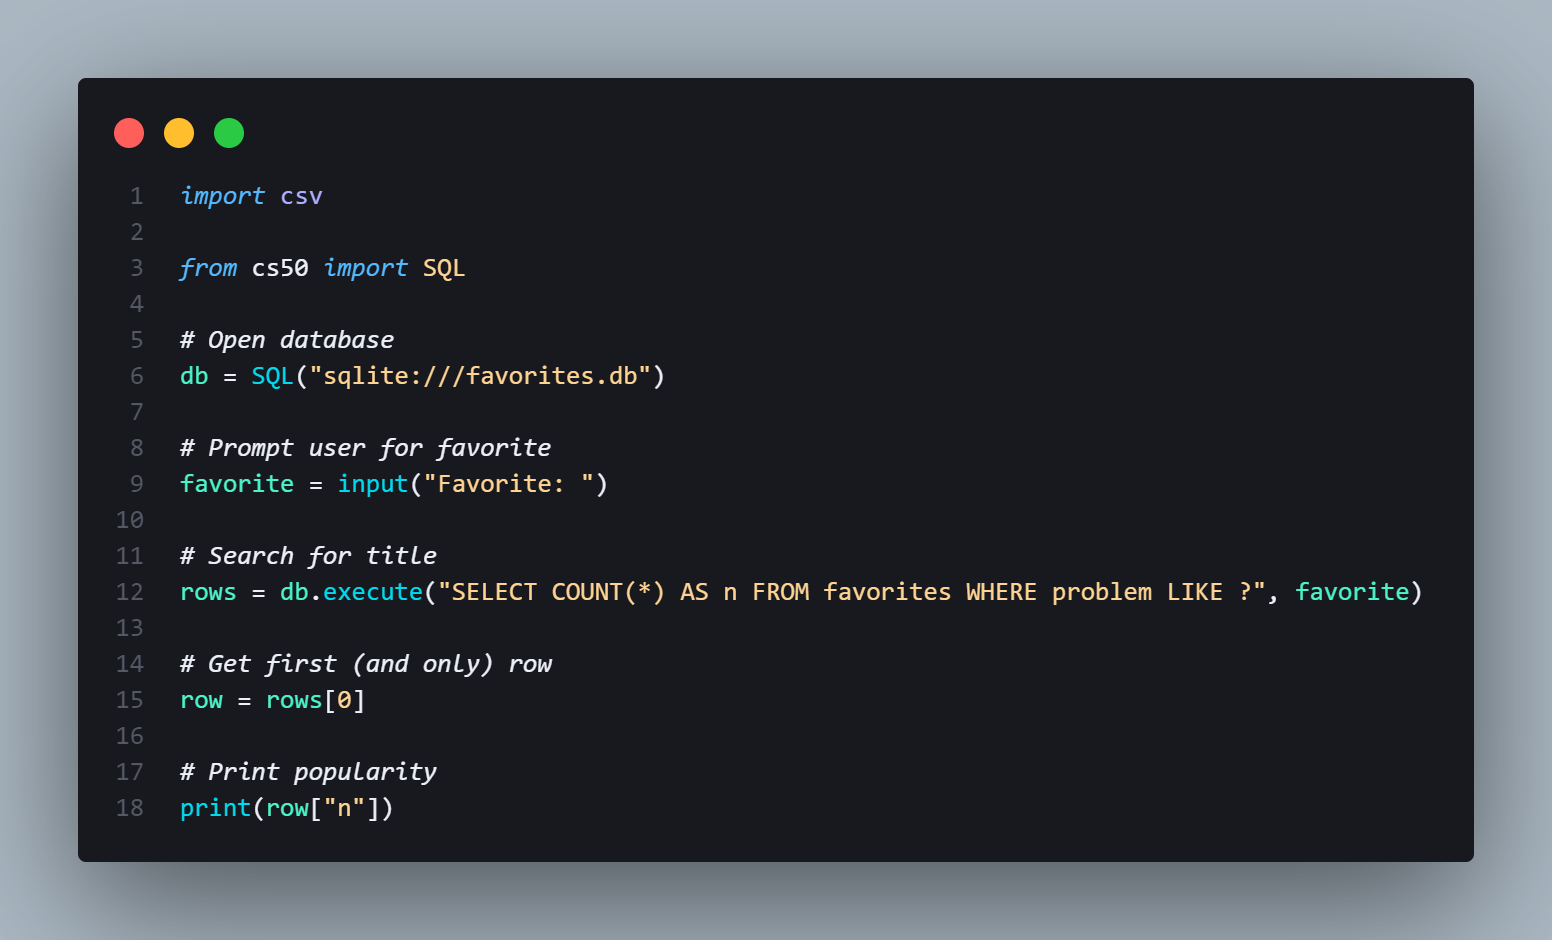 1 import csv
2
3 from cs50 import SQL
4
5 # Open database
6 db = SQL("sqlite:///favorites.db")
7
8 # Prompt user for favorite
9 favorite = input("Favorite: ")
10
11 # Search for title
12 rows = db.execute("SELECT COUNT(*) AS n FROM favorites WHERE problem LIKE ?", favorite)
13
14 # Get first (and only) row
15 row = rows[0]
16
17 # Print popularity
18 print(row["n"])